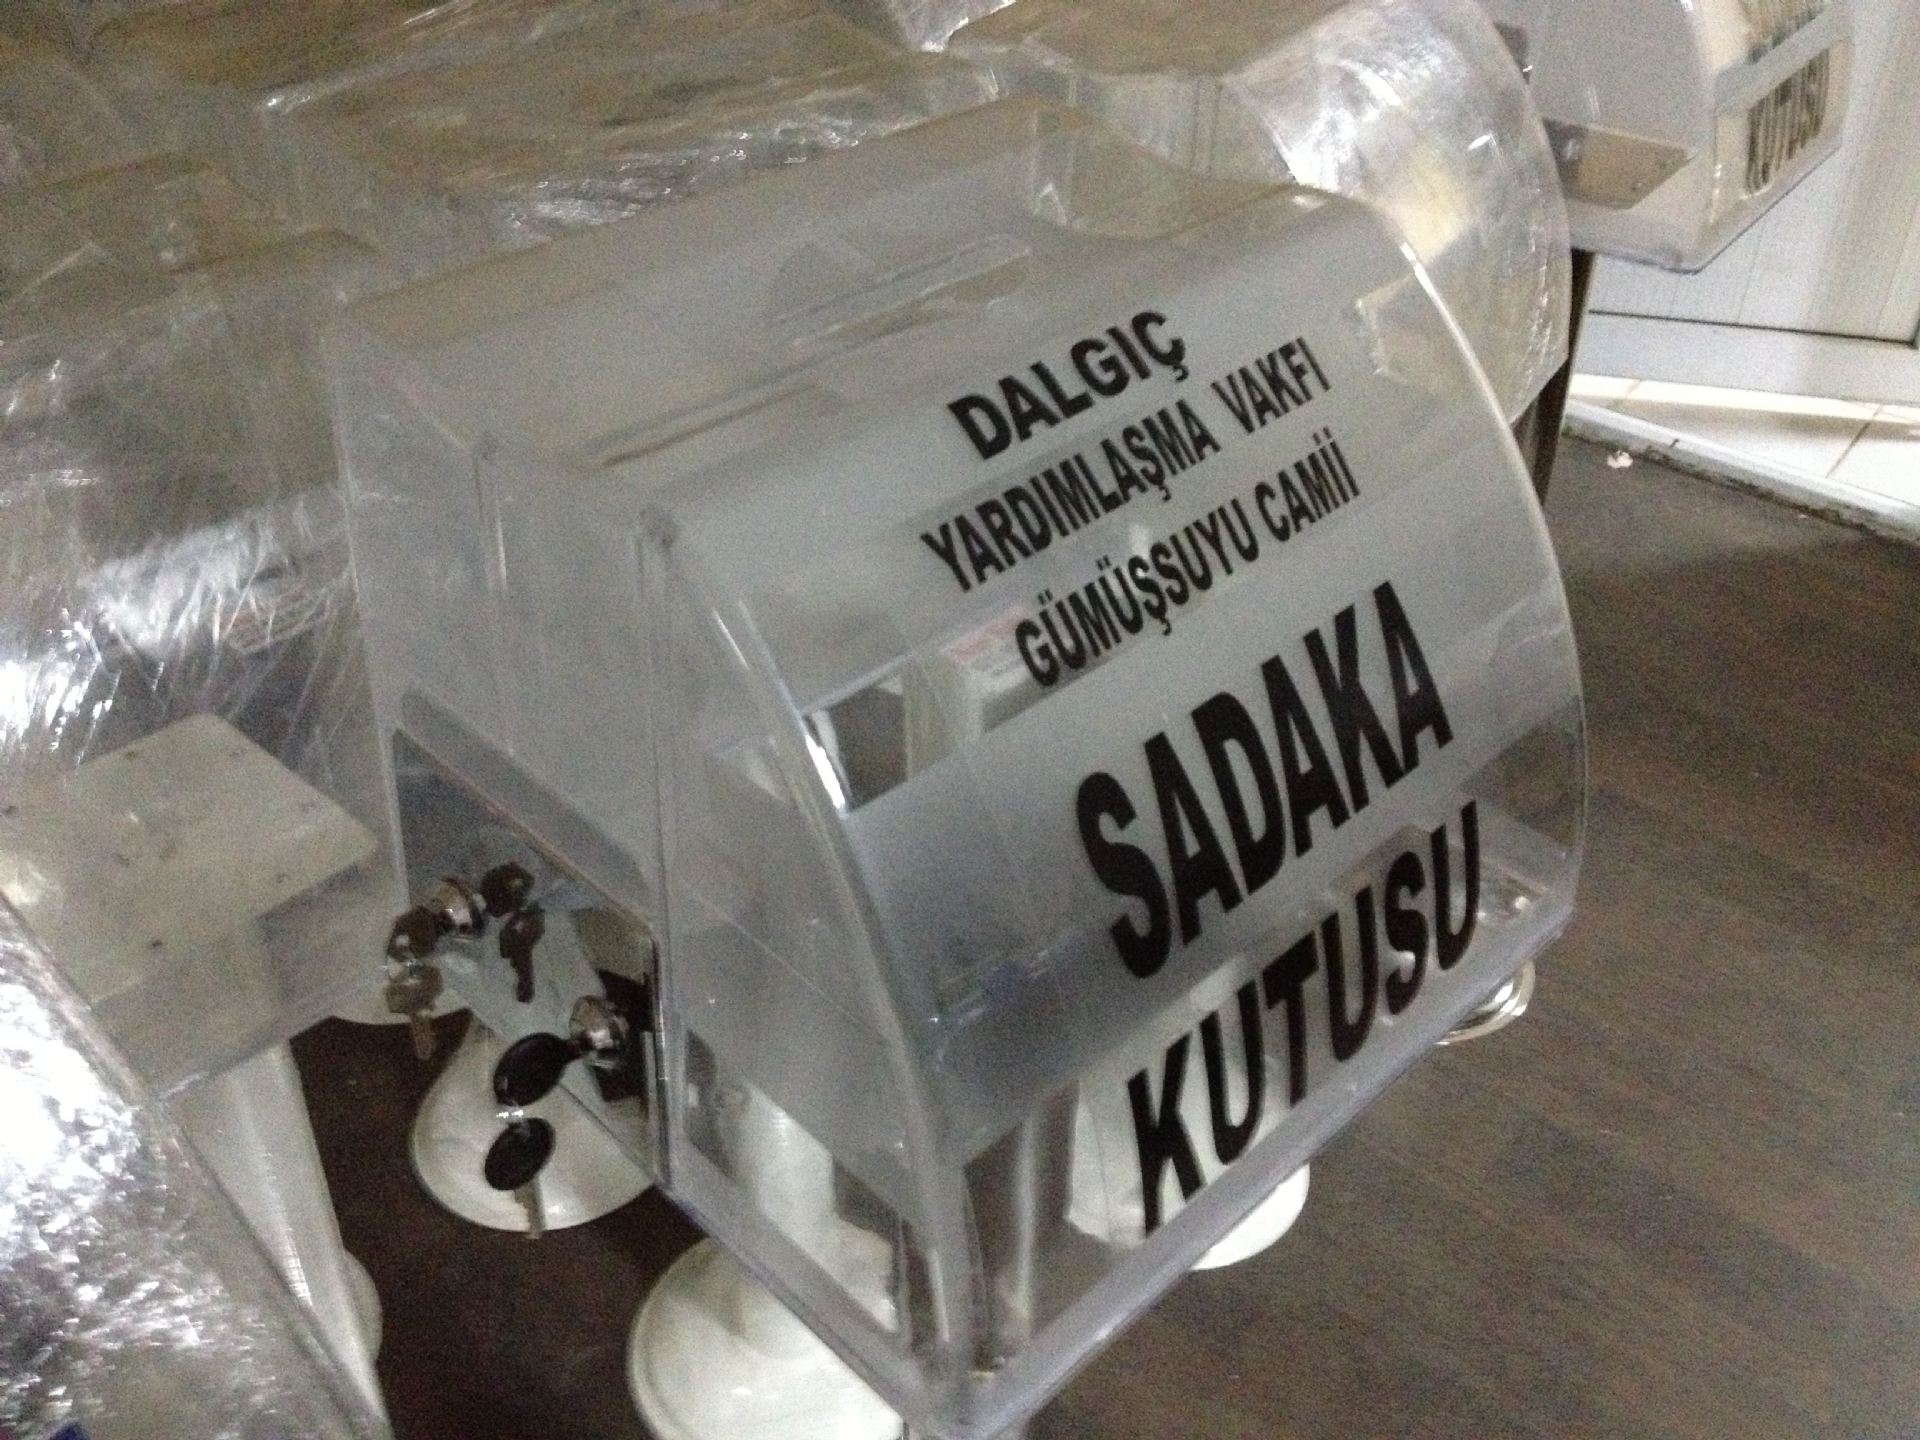 DALGIÇ
YARDIMLAŞMA VAKFI
GÜMÜŞSUYU CAMİİ
SADAKA
KUTUSU
KUTUSU